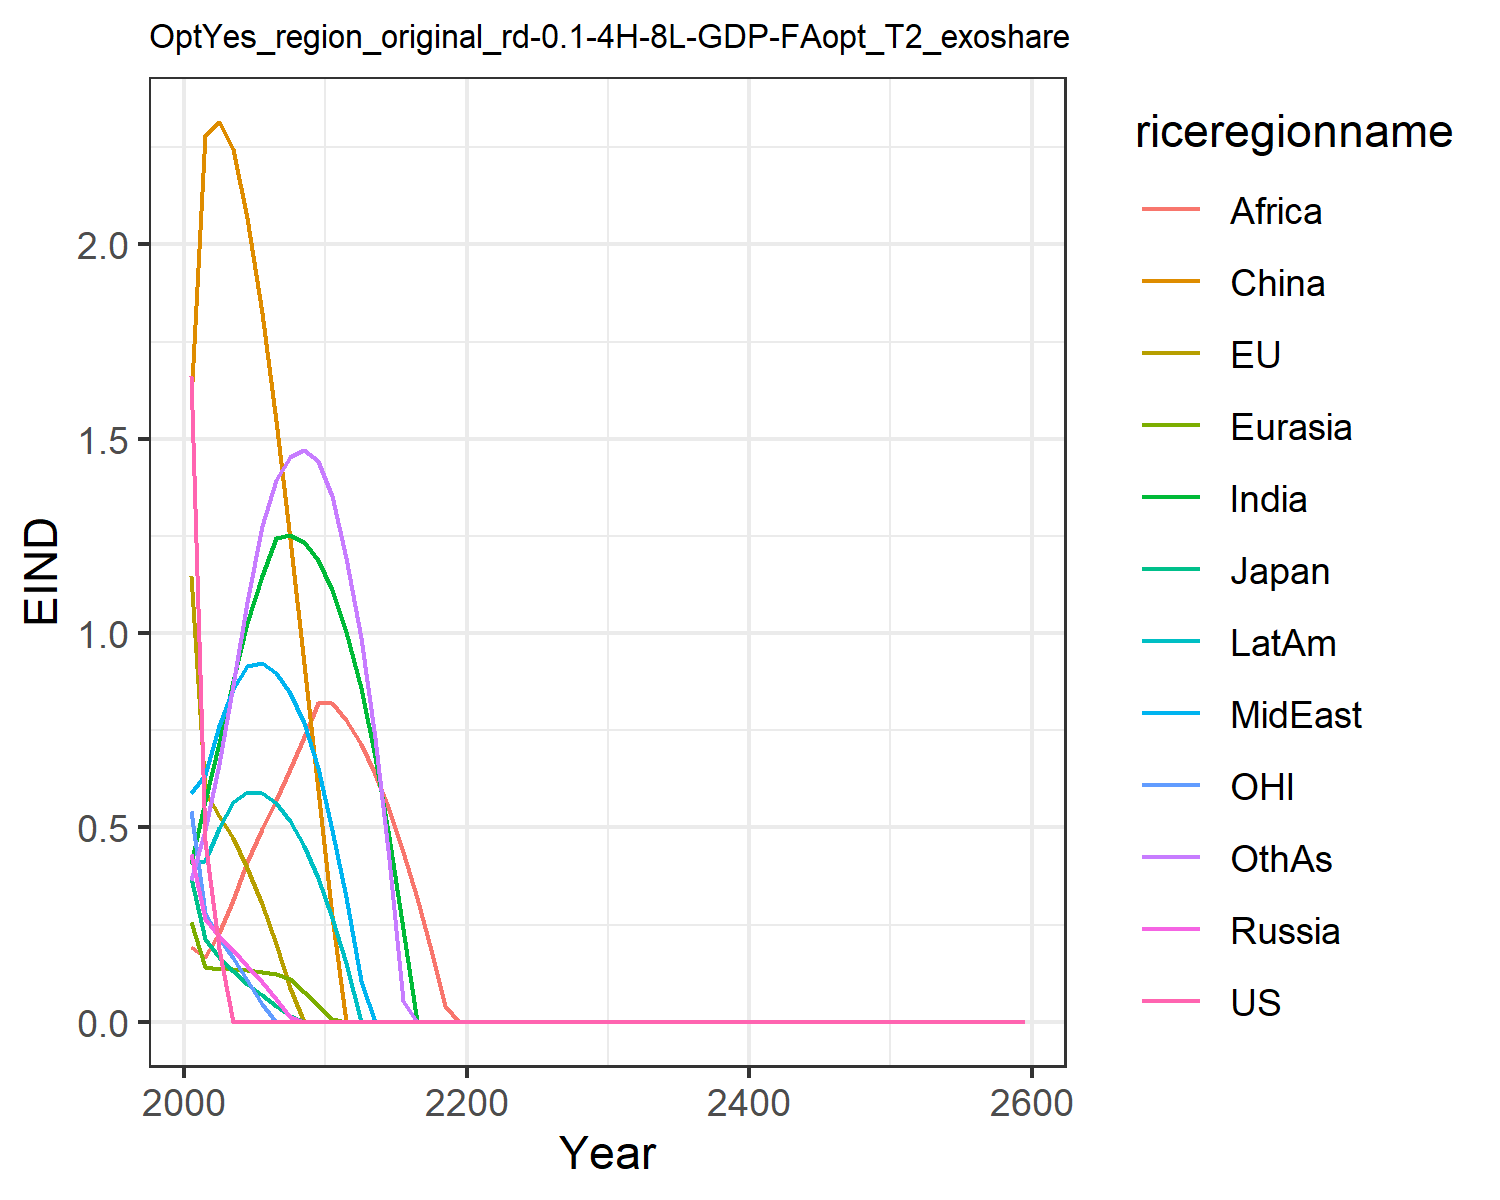 OptYes_region_original_rd-0.1-4H-8L-GDP-FAopt_T2_exoshare
EIND
2.0
1.5
1.0
0.5
0.0
2000 2200 2400 2600
Year
riceregionname
Africa
China
EU
Eurasia
India
Japan
LatAm
MidEast
OHI
OthAs
Russia
US